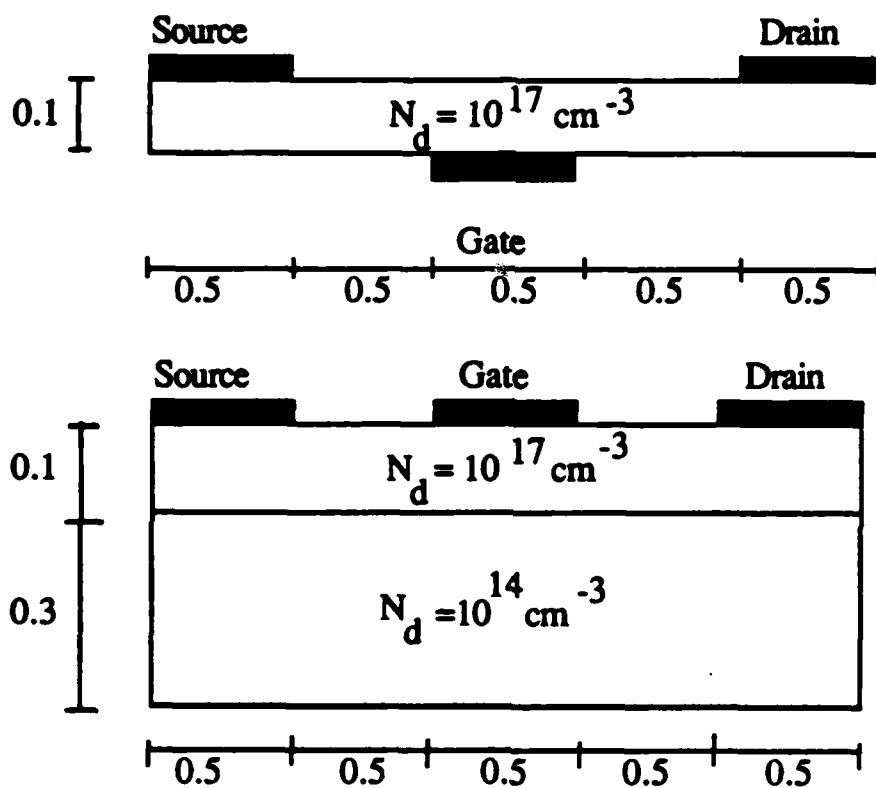 Source Drain
0.1
N_d = 10^17 cm^-3
Gate
0.5 0.5 0.5 0.5 0.5
Source Gate Drain
0.1
N_d = 10^17 cm^-3
0.3
N_d =10^14 cm^-3
0.5 0.5 0.5 0.5 0.5